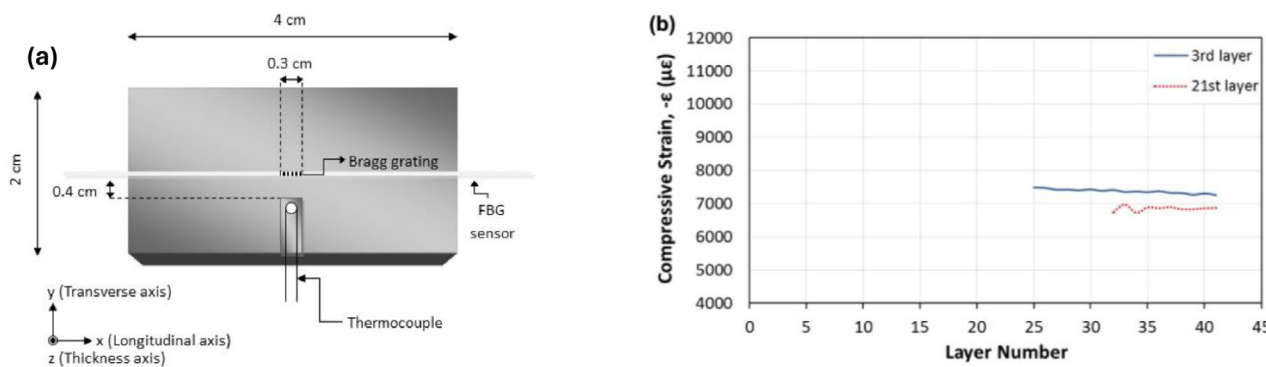 (a)
4 cm
0.3 cm
2 cm
Bragg grating
0.4 cm
FBG
sensor
Thermocouple
y (Transverse axis)
x (Longitudinal axis)
z (Thickness axis)
(b)
Compressive Strain, -ε (με)
12000
11000
10000
9000
8000
7000
6000
5000
4000
3rd layer
21st layer
0 5 10 15 20 25 30 35 40 45
Layer Number